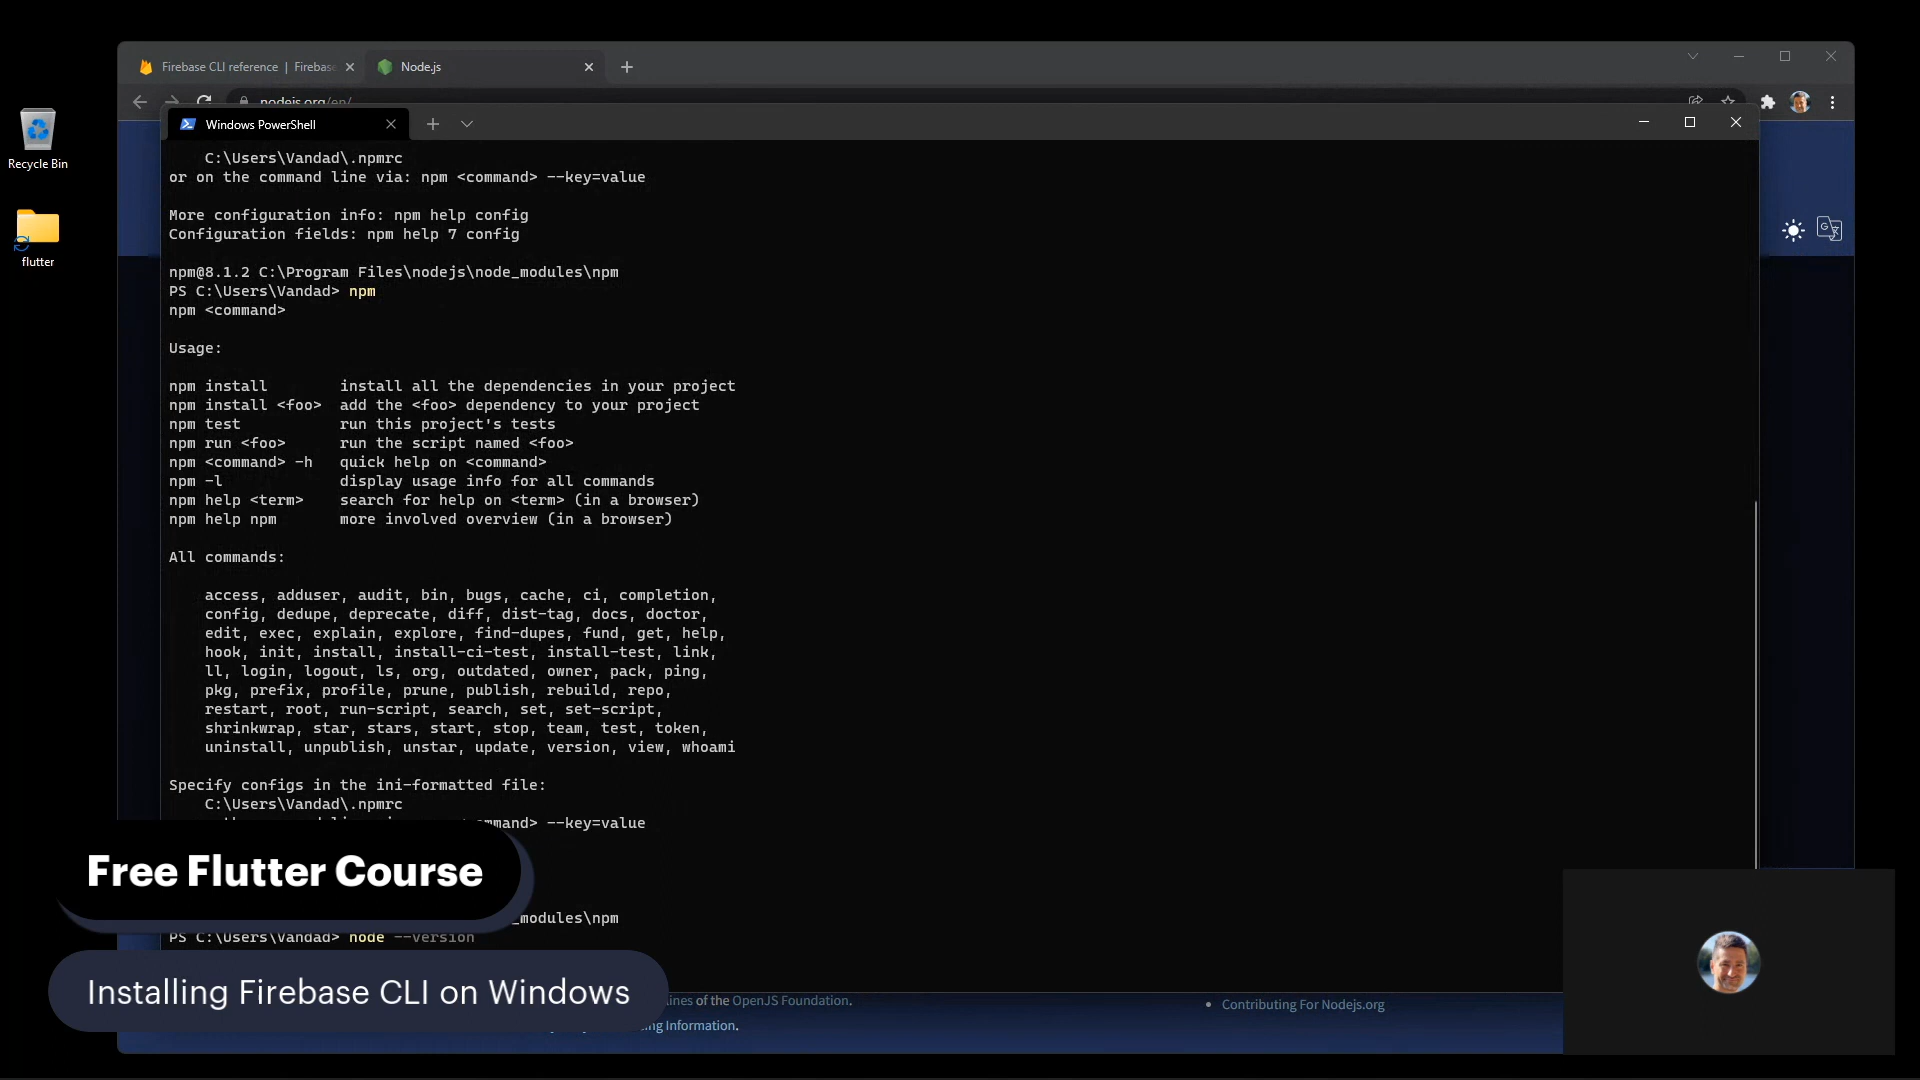 Firebase CLI reference | Firebase
Node.js
nodejs.org/en/
Recycle Bin
flutter
Windows PowerShell
C:\Users\Vandad\.npmrc
or on the command line via: npm <command> --key=value
More configuration info: npm help config
Configuration fields: npm help 7 config
npm@8.1.2 C:\Program Files\nodejs\node_modules\npm
PS C:\Users\Vandad> npm
npm <command>
Usage:
npm install install all the dependencies in your project
npm install <foo> add the <foo> dependency to your project
npm test run this project's tests
npm run <foo> run the script named <foo>
npm <command> -h quick help on <command>
npm -l display usage info for all commands
npm help <term> search for help on <term> (in a browser)
npm help npm more involved overview (in a browser)
All commands:
access, adduser, audit, bin, bugs, cache, ci, completion,
config, dedupe, deprecate, diff, dist-tag, docs, doctor,
edit, exec, explain, explore, find-dupes, fund, get, help,
hook, init, install, install-ci-test, install-test, link,
ll, login, logout, ls, org, outdated, owner, pack, ping,
pkg, prefix, profile, prune, publish, rebuild, repo,
restart, root, run-script, search, set, set-script,
shrinkwrap, star, stars, start, stop, team, test, token,
uninstall, unpublish, unstar, update, version, view, whoami
Specify configs in the ini-formatted file:
C:\Users\Vandad\.npmrc
--key=value
Free Flutter Course
_modules\npm
PS C:\Users\Vandad> node --version
Installing Firebase CLI on Windows
of the OpenJS Foundation.
Information.
Contributing For Nodejs.org